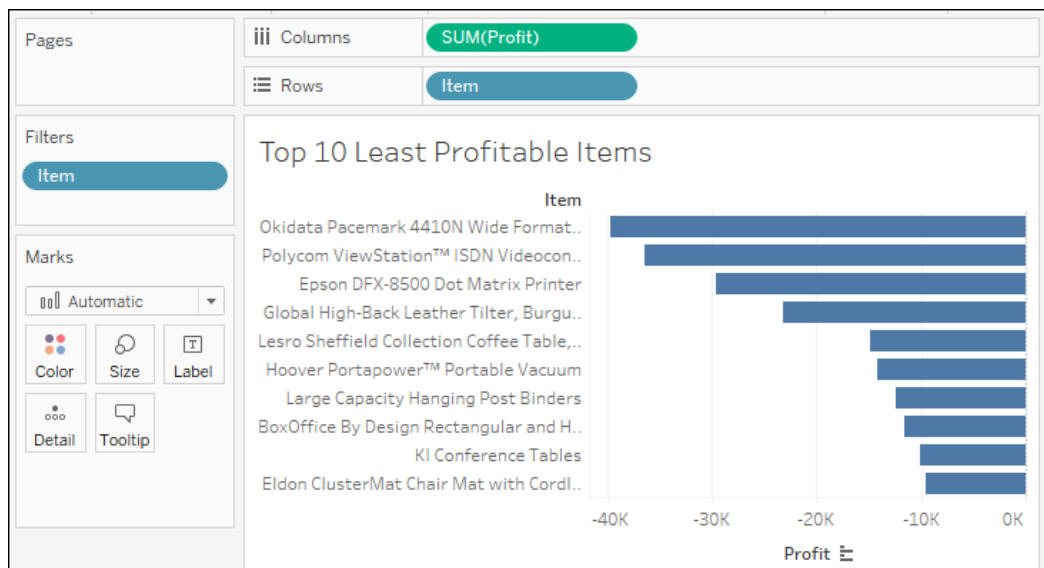 Pages
Columns
SUM(Profit)
Rows
Item
Filters
Item
Marks
Automatic
Color
Size
T
Label
Detail
Tooltip
Top 10 Least Profitable Items
Item
Okidata Pacemark 4410N Wide Format..
Polycom ViewStation™ ISDN Videocon..
Epson DFX-8500 Dot Matrix Printer
Global High-Back Leather Tilter, Burgu..
Lesro Sheffield Collection Coffee Table,..
Hoover Portapower™ Portable Vacuum
Large Capacity Hanging Post Binders
BoxOffice By Design Rectangular and H..
KI Conference Tables
Eldon ClusterMat Chair Mat with Cordl..
-40K -30K -20K -10K 0K
Profit